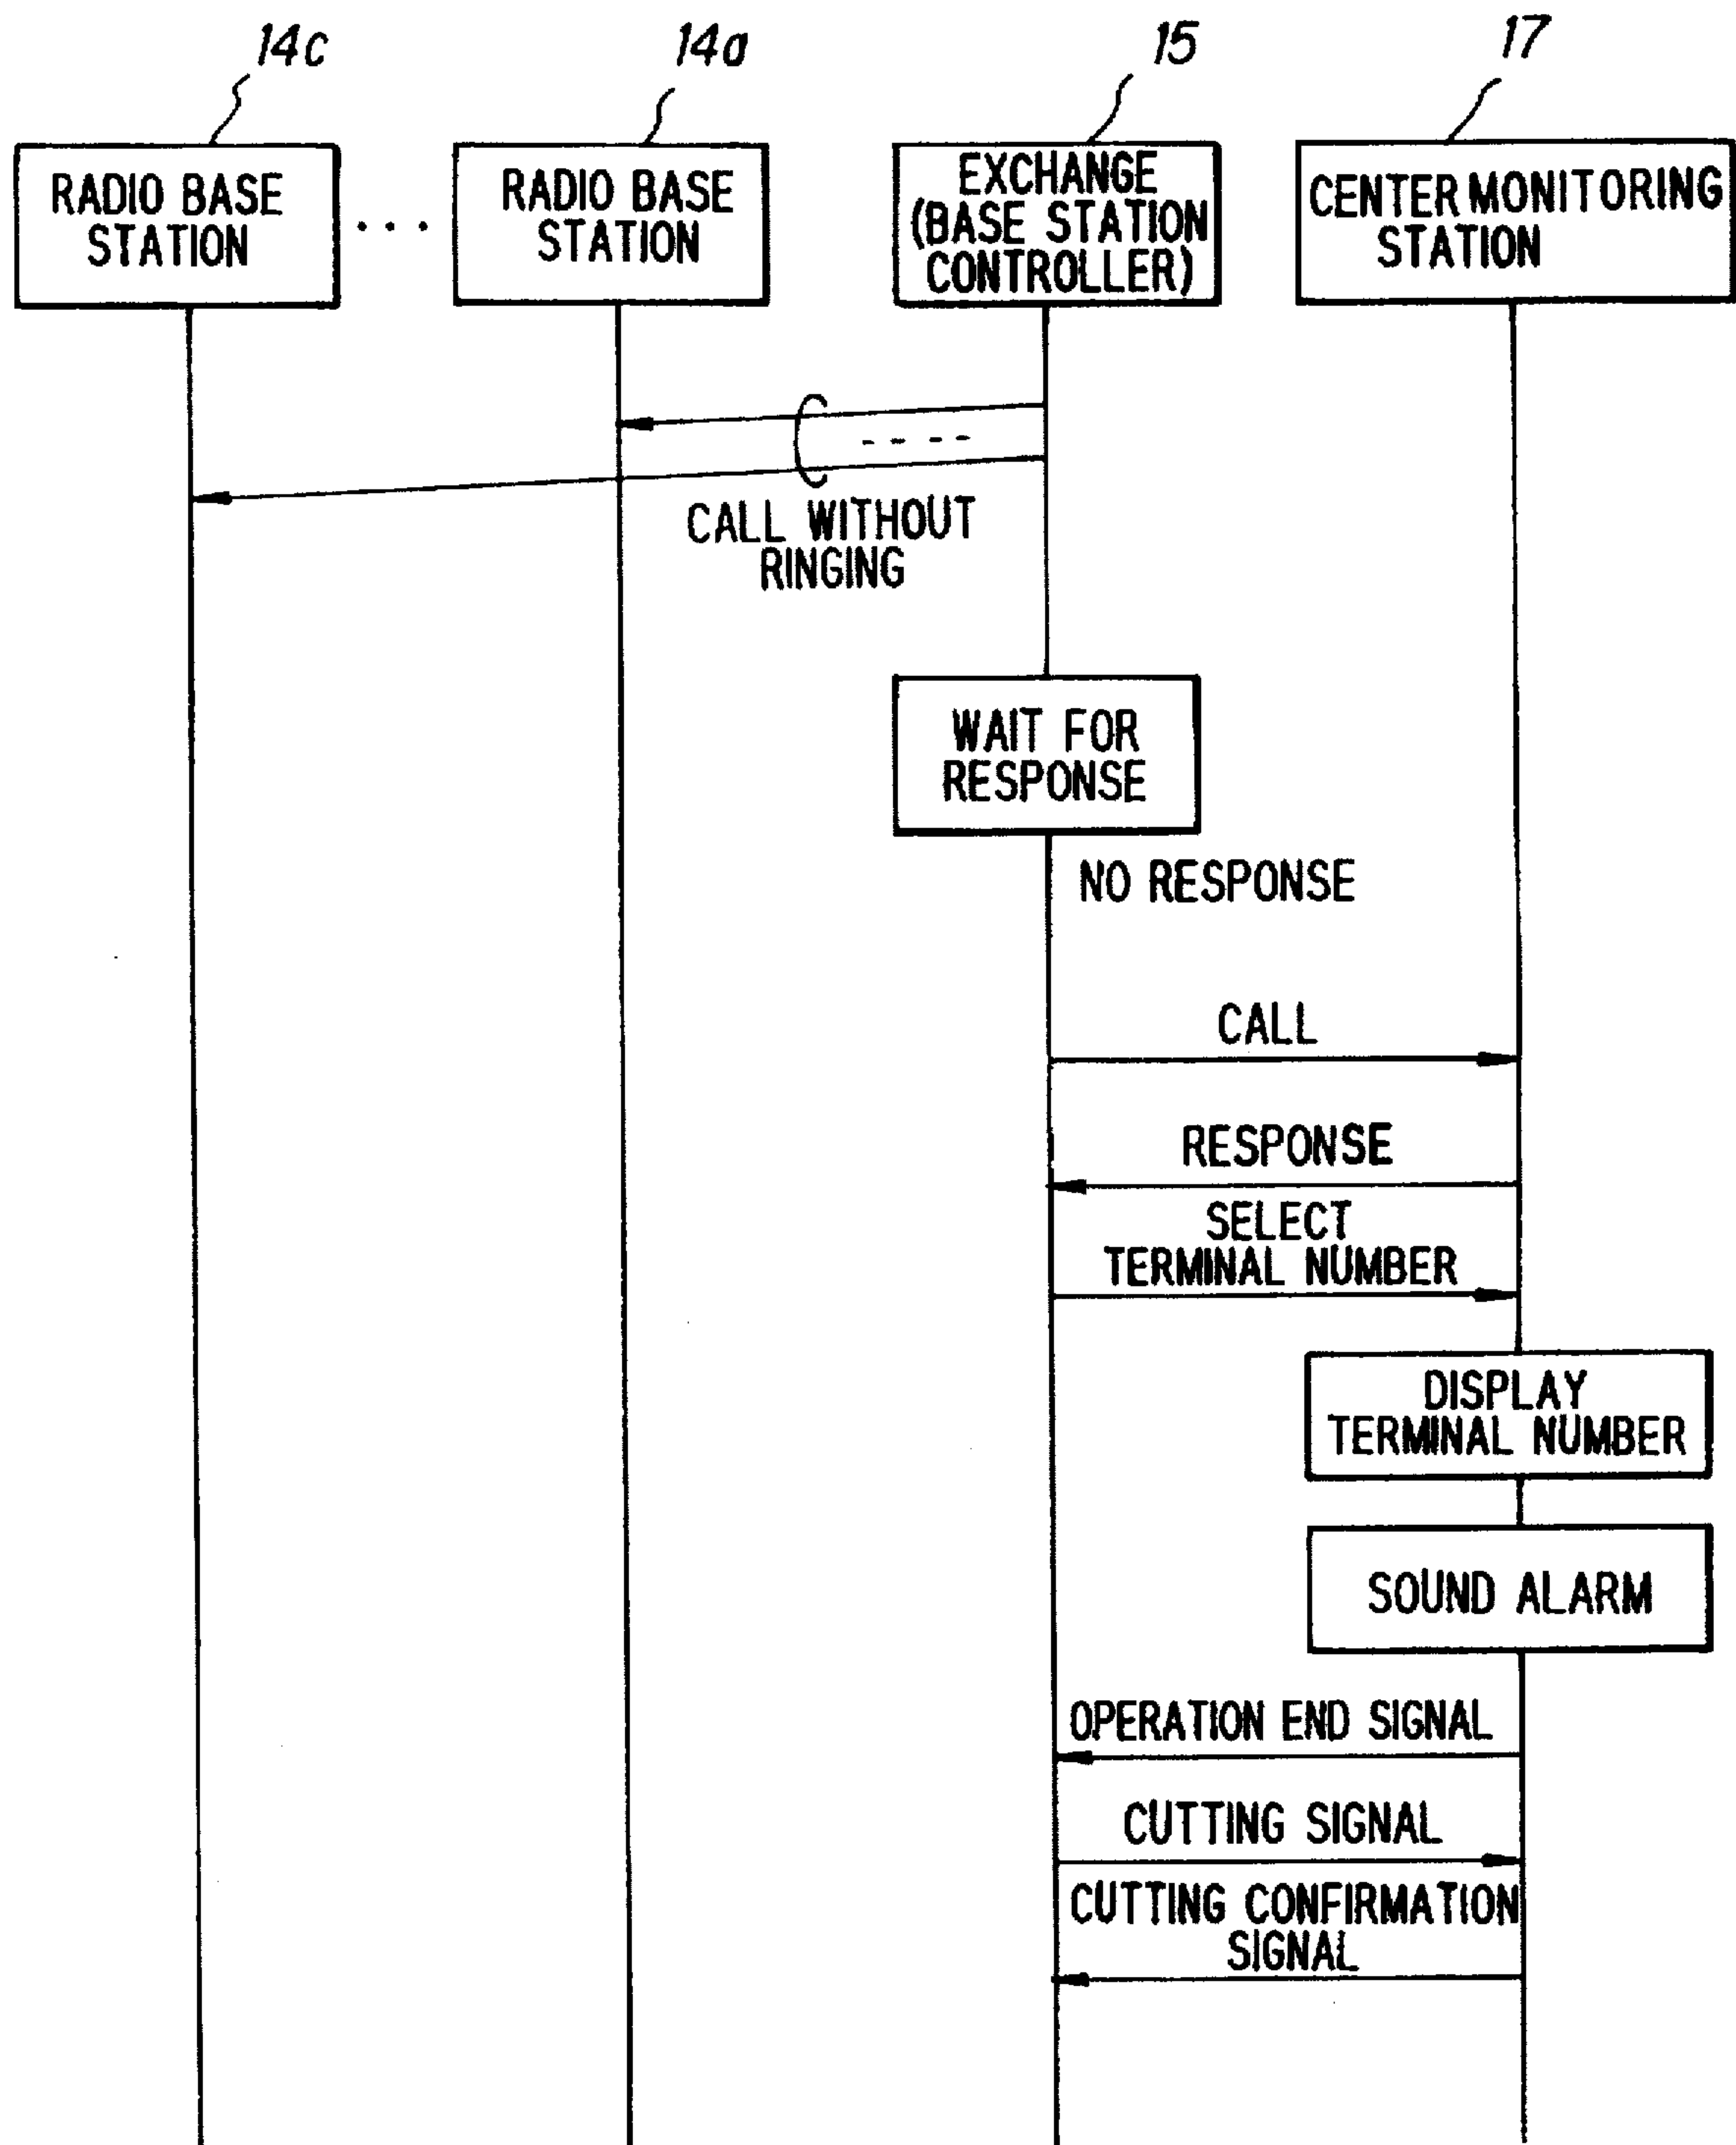 14c
14a
15
17
RADIO BASE
STATION
. . .
RADIO BASE
STATION
EXCHANGE
(BASE STATION
CONTROLLER)
CENTER MONITORING
STATION
CALL WITHOUT
RINGING
WAIT FOR
RESPONSE
NO RESPONSE
CALL
RESPONSE
SELECT
TERMINAL NUMBER
DISPLAY
TERMINAL NUMBER
SOUND ALARM
OPERATION END SIGNAL
CUTTING SIGNAL
CUTTING CONFIRMATION
SIGNAL